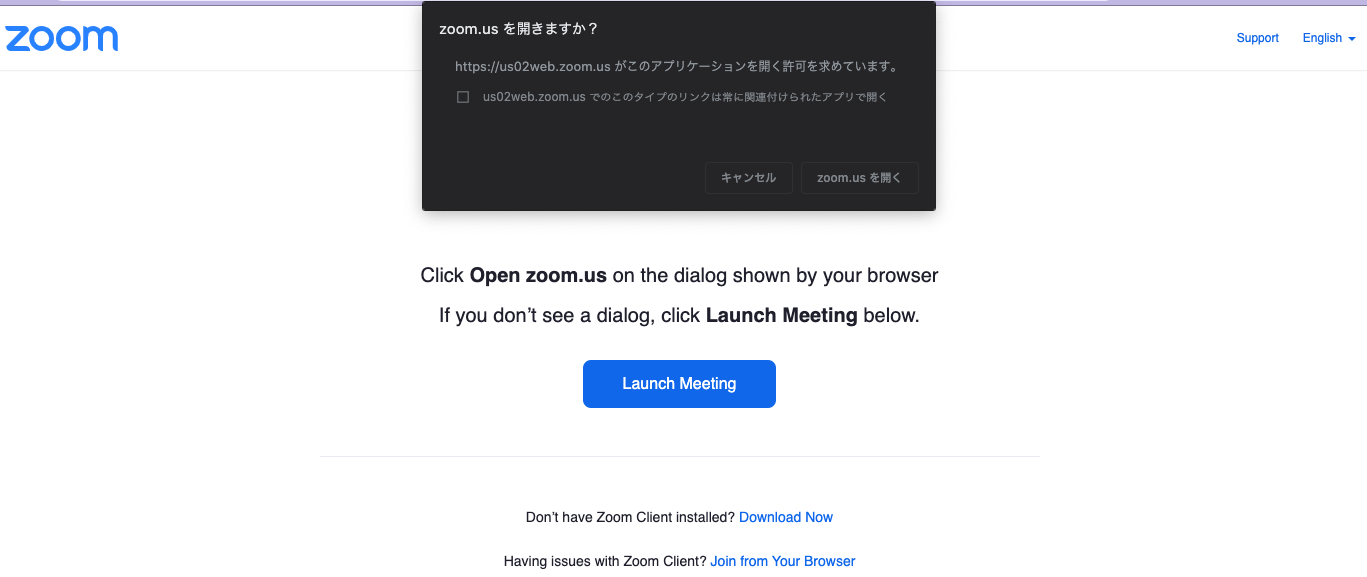 zoom
Support
English
zoom.us を開きますか？
https://us02web.zoom.us がこのアプリケーションを開く許可を求めています。
us02web.zoom.us でのこのタイプのリンクは常に関連付けられたアプリで開く
キャンセル
zoom.us を開く
Click Open zoom.us on the dialog shown by your browser
If you don’t see a dialog, click Launch Meeting below.
Launch Meeting
Don’t have Zoom Client installed? Download Now
Having issues with Zoom Client? Join from Your Browser